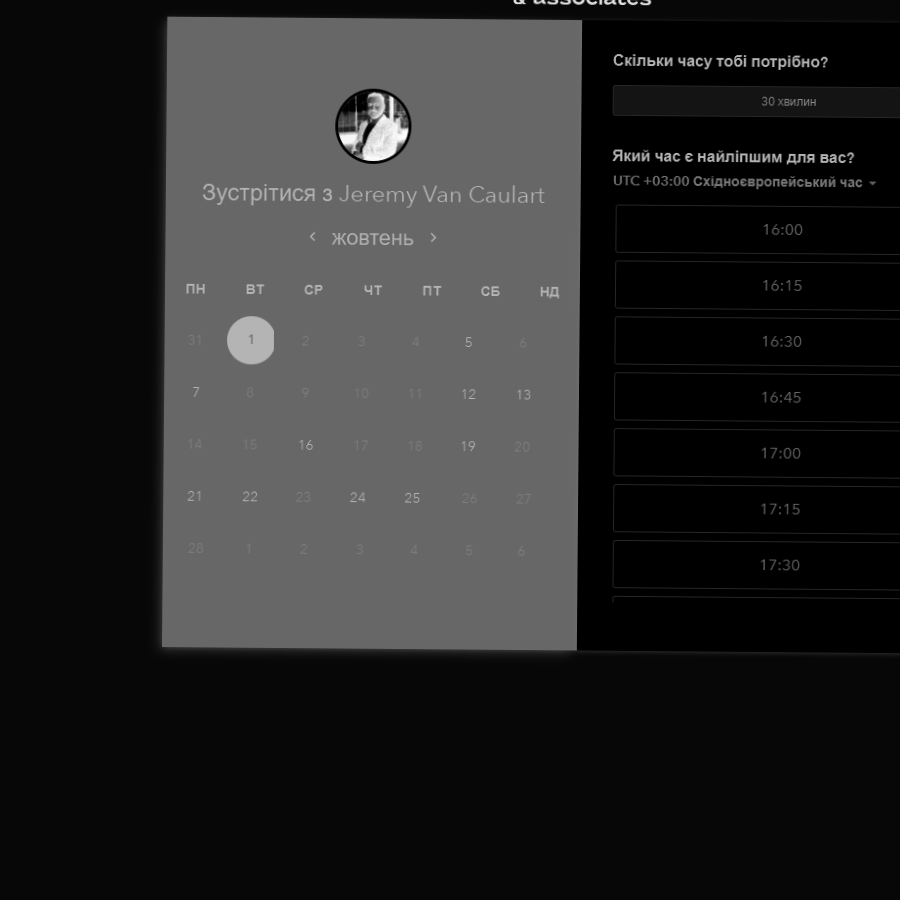 & associates
Зустрітися з Jeremy Van Caulart
жовтень
ПН ВТ СР ЧТ ПТ СБ НД
31 1 2 3 4 5 6
7 8 9 10 11 12 13
14 15 16 17 18 19 20
21 22 23 24 25 26 27
28 1 2 3 4 5 6
Скільки часу тобі потрібно?
30 хвилин
Який час є найліпшим для вас?
UTC +03:00 Східноєвропейський час
16:00
16:15
16:30
16:45
17:00
17:15
17:30